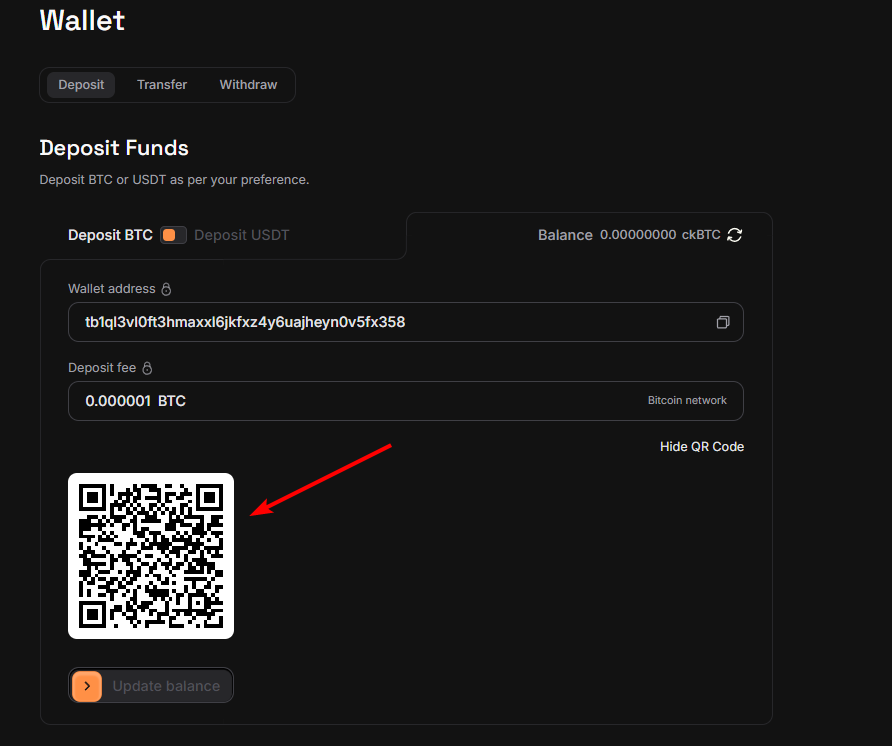 Wallet
Deposit Transfer Withdraw
Deposit Funds
Deposit BTC or USDT as per your preference.
Deposit BTC Deposit USDT Balance 0.00000000 ckBTC
Wallet address
tb1ql3vl0ft3hmaxxl6jkfxz4y6uajheyn0v5fx358
Deposit fee
0.000001 BTC Bitcoin network
Hide QR Code
Update balance